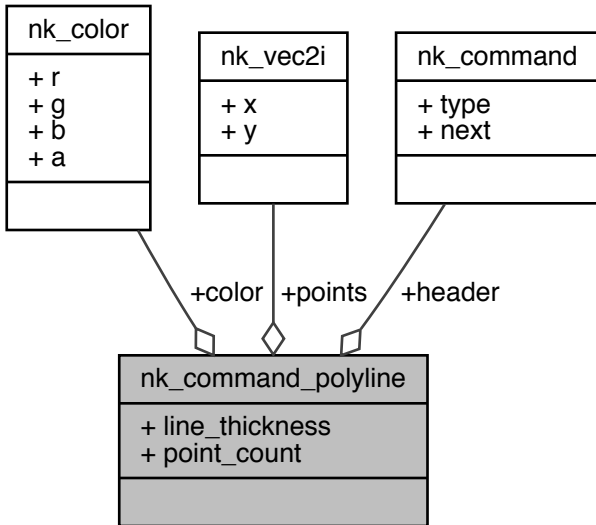 nk_color
+ r
+ g
+ b
+ a
nk_vec2i
+ x
+ y
nk_command
+ type
+ next
+color
+points
+header
nk_command_polyline
+ line_thickness
+ point_count